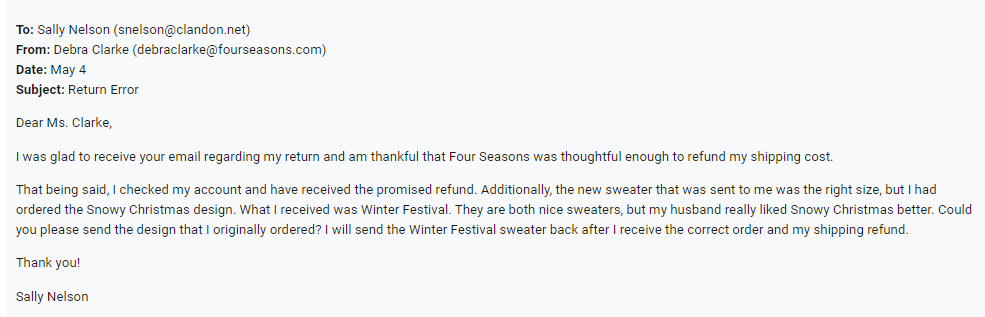 To: Sally Nelson (snelson@clandon.net)
From: Debra Clarke (debraclarke@fourseasons.com)
Date: May 4
Subject: Return Error
Dear Ms. Clarke,
I was glad to receive your email regarding my return and am thankful that Four Seasons was thoughtful enough to refund my shipping cost.
That being said, I checked my account and have received the promised refund. Additionally, the new sweater that was sent to me was the right size, but I had
ordered the Snowy Christmas design. What I received was Winter Festival. They are both nice sweaters, but my husband really liked Snowy Christmas better. Could
you please send the design that I originally ordered? I will send the Winter Festival sweater back after I receive the correct order and my shipping refund.
Thank you!
Sally Nelson